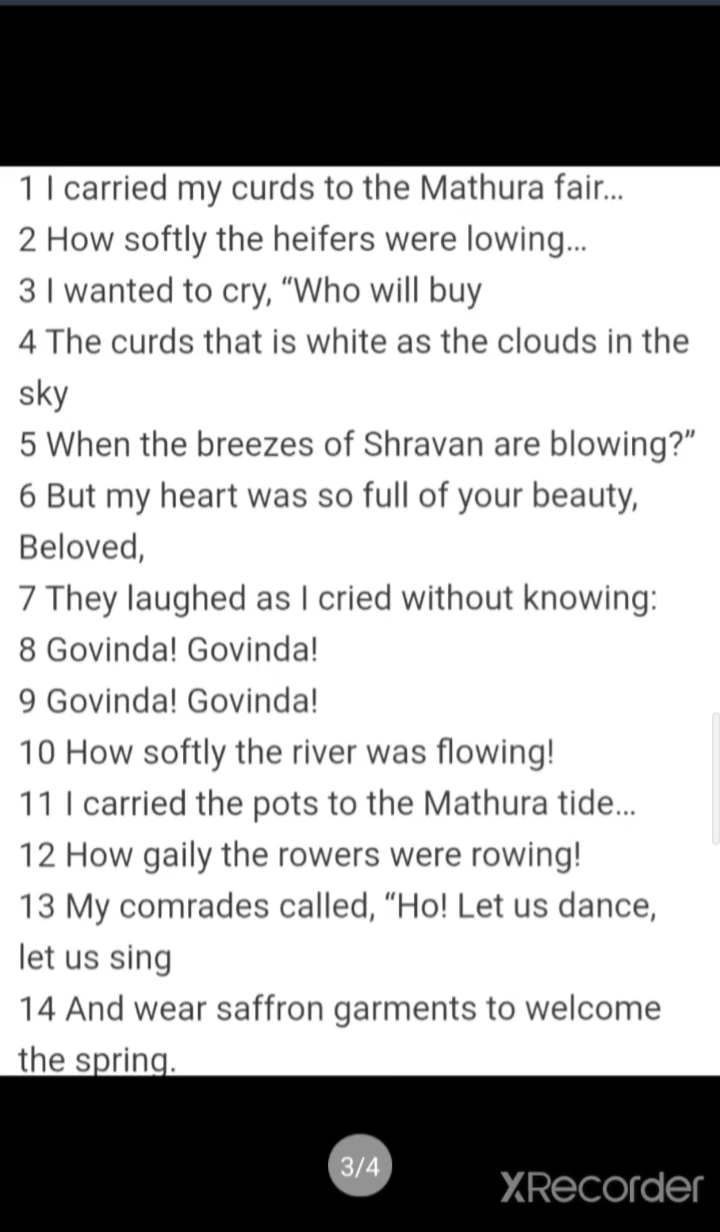 1 I carried my curds to the Mathura fair...
2 How softly the heifers were lowing...
3 I wanted to cry, “Who will buy
4 The curds that is white as the clouds in the
sky
5 When the breezes of Shravan are blowing?”
6 But my heart was so full of your beauty,
Beloved,
7 They laughed as I cried without knowing:
8 Govinda! Govinda!
9 Govinda! Govinda!
10 How softly the river was flowing!
11 I carried the pots to the Mathura tide...
12 How gaily the rowers were rowing!
13 My comrades called, “Ho! Let us dance,
let us sing
14 And wear saffron garments to welcome
the spring.
3/4
XRecorder